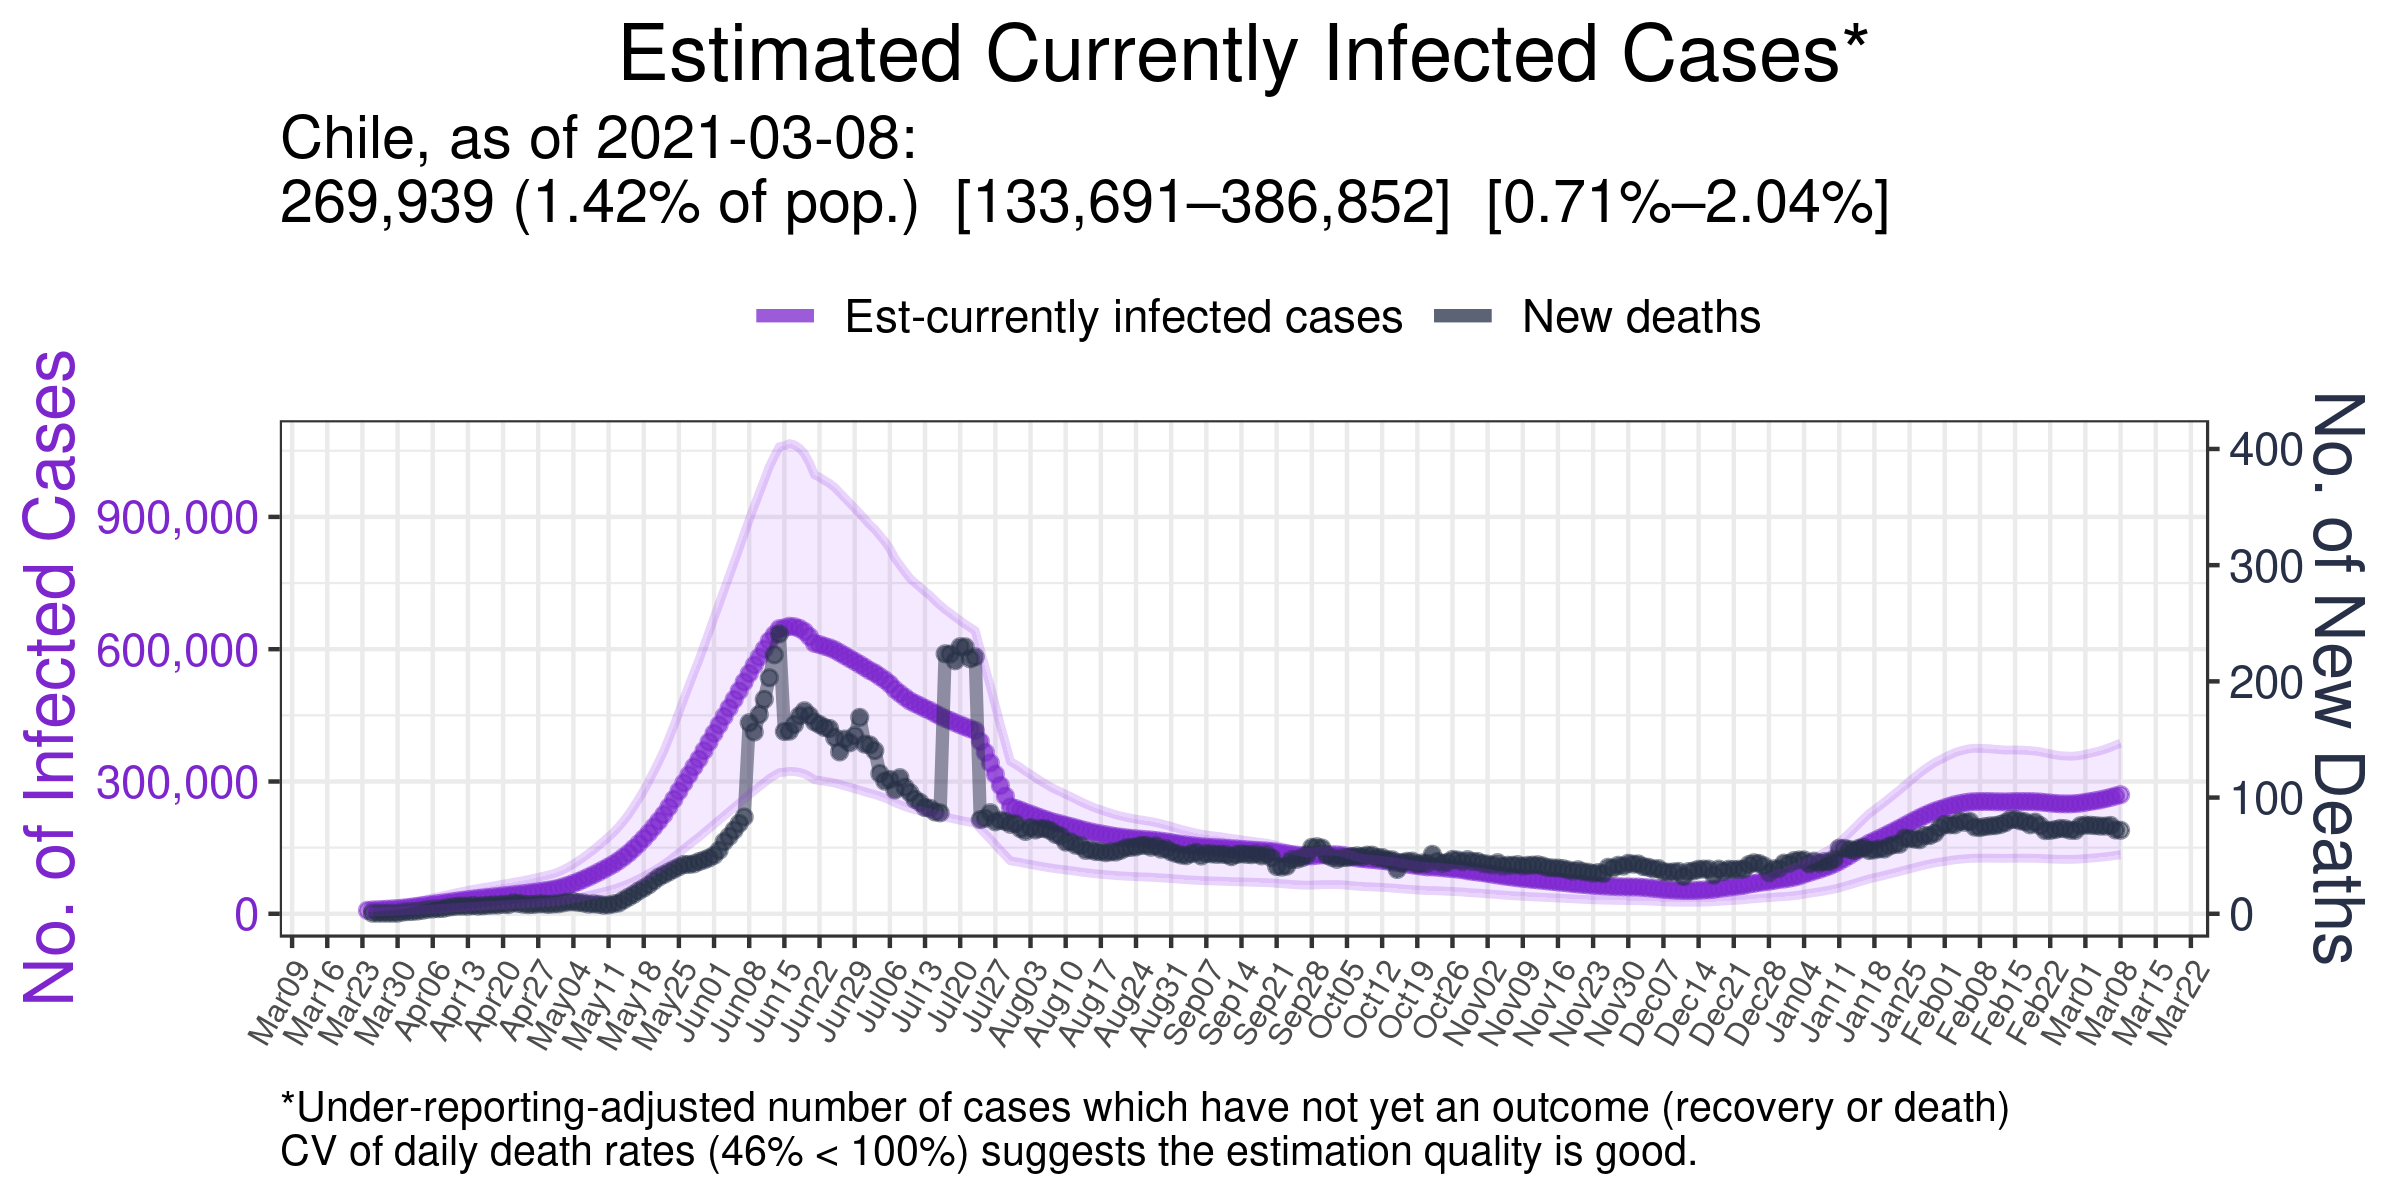 Estimated Currently Infected Cases*
Chile, as of 2021-03-08:
269,939 (1.42% of pop.) [133,691–386,852] [0.71%–2.04%]
Est-currently infected cases
New deaths
No. of Infected Cases
900,000
600,000
300,000
0
400
300
200
100
0
No. of New Deaths
Mar09
Mar16
Mar23
Mar30
Apr06
Apr13
Apr20
Apr27
May04
May11
May18
May25
Jun01
Jun08
Jun15
Jun22
Jun29
Jul06
Jul13
Jul20
Jul27
Aug03
Aug10
Aug17
Aug24
Aug31
Sep07
Sep14
Sep21
Sep28
Oct05
Oct12
Oct19
Oct26
Nov02
Nov09
Nov16
Nov23
Nov30
Dec07
Dec14
Dec21
Dec28
Jan04
Jan11
Jan18
Jan25
Feb01
Feb08
Feb15
Feb22
Mar01
Mar08
Mar15
Mar22
*Under-reporting-adjusted number of cases which have not yet an outcome (recovery or death)
CV of daily death rates (46% < 100%) suggests the estimation quality is good.